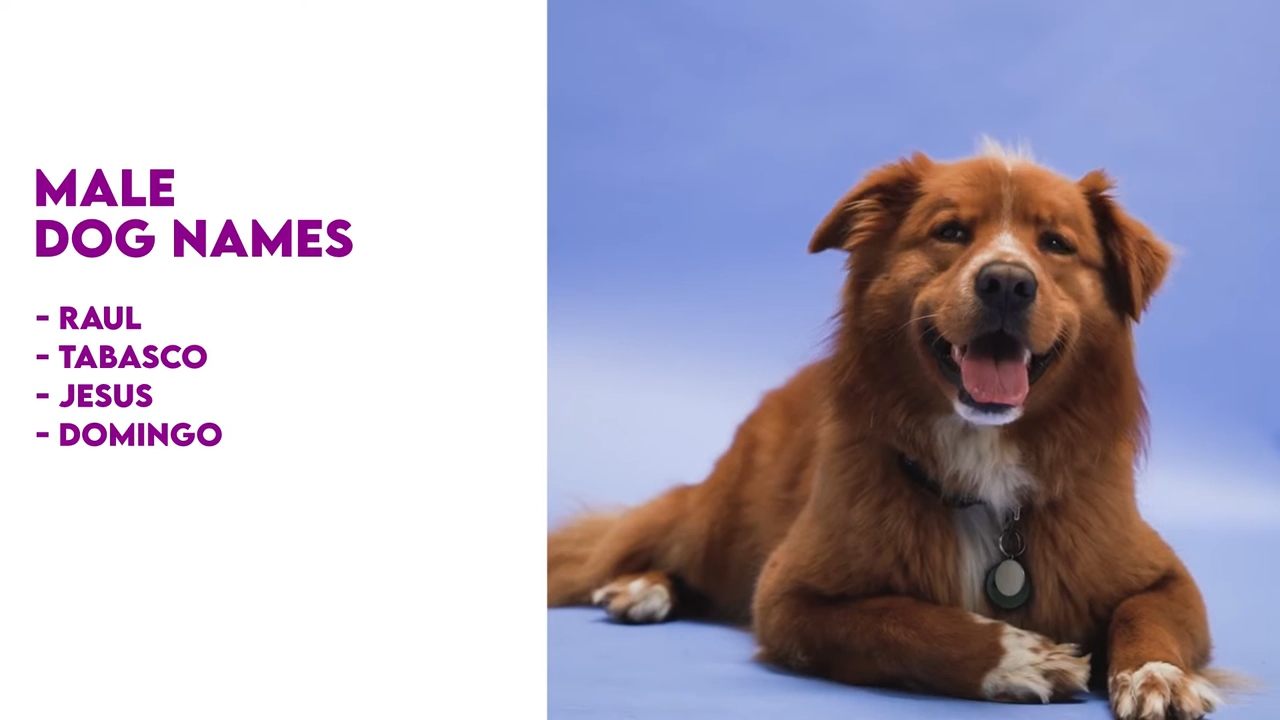 MALE
DOG NAMES
- RAUL
- TABASCO
- JESUS
- DOMINGO